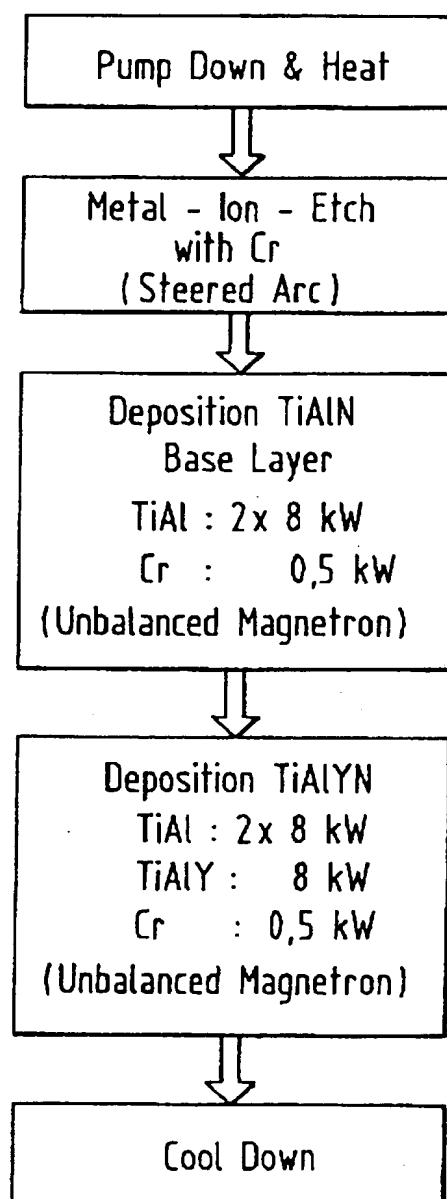 Pump Down & Heat
Metal - Ion - Etch
with Cr
(Steered Arc)
Deposition TiAlN
Base Layer
TiAl : 2x 8 kW
Cr : 0,5 kW
(Unbalanced Magnetron)
Deposition TiAlYN
TiAl : 2x 8 kW
TiAlY : 8 kW
Cr : 0,5 kW
(Unbalanced Magnetron)
Cool Down